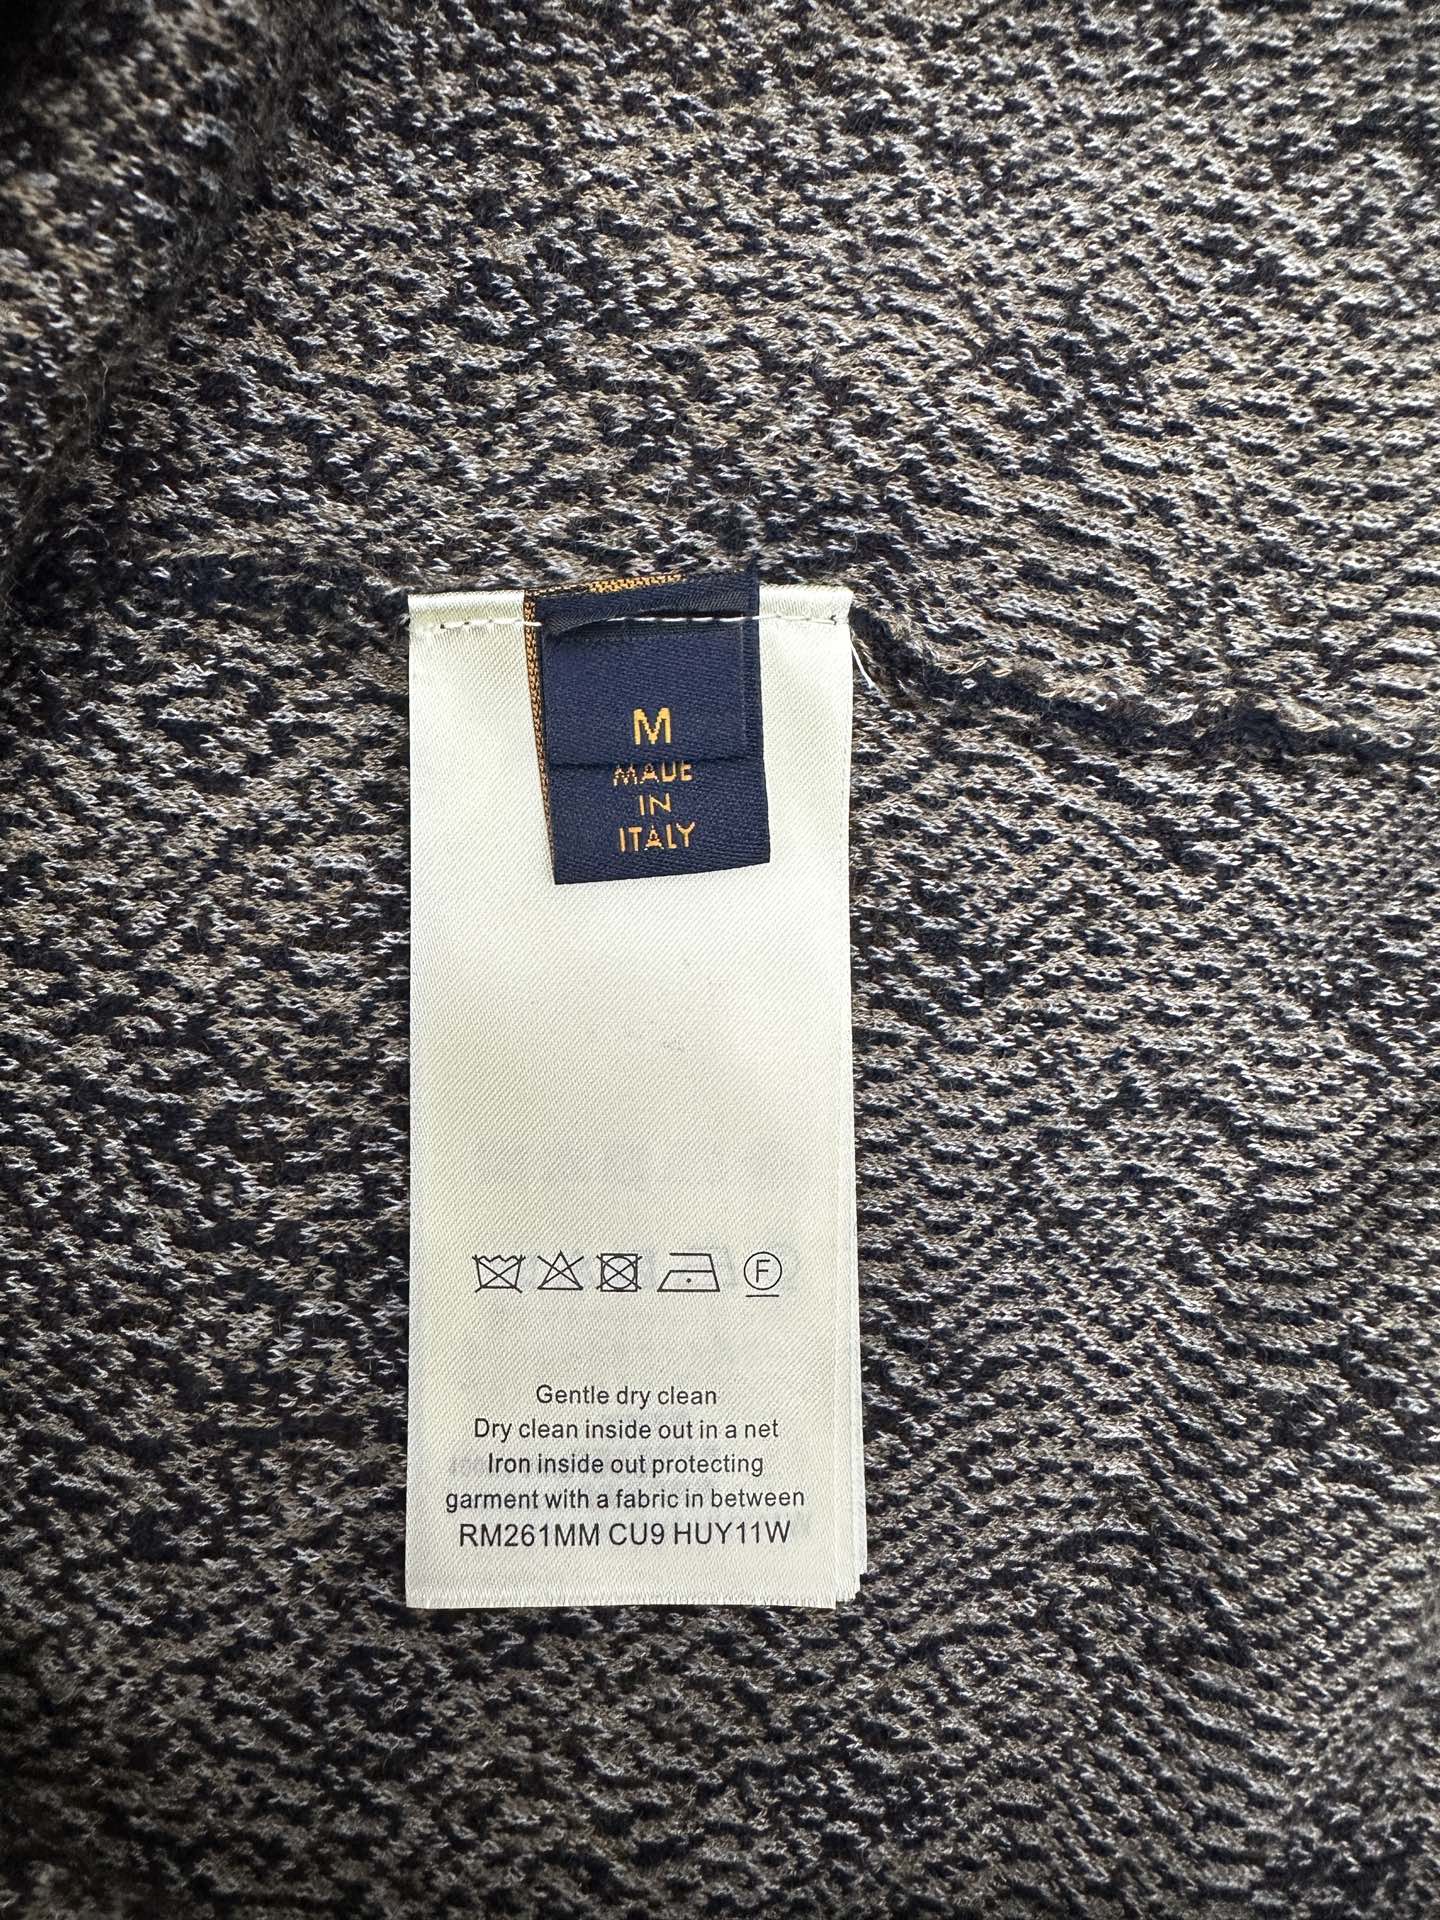 M
MADE
IN
ITALY
F
Gentle dry clean
Dry clean inside out in a net
Iron inside out protecting
garment with a fabric in between
RM261MM CU9 HUY11W